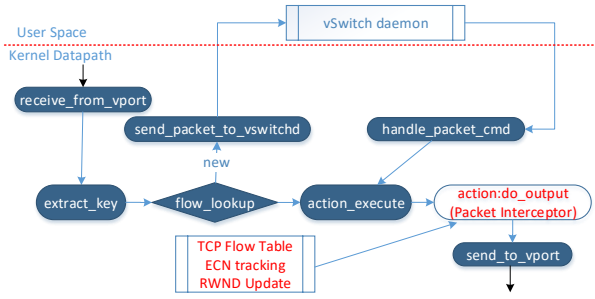 vSwitch daemon
User Space
Kernel Datapath
receive_from_vport
send_packet_to_vswitchd
handle_packet_cmd
new
extract_key
flow_lookup
action_execute
action:do_output
(Packet Interceptor)
TCP Flow Table
ECN tracking
RWND Update
send_to_vport